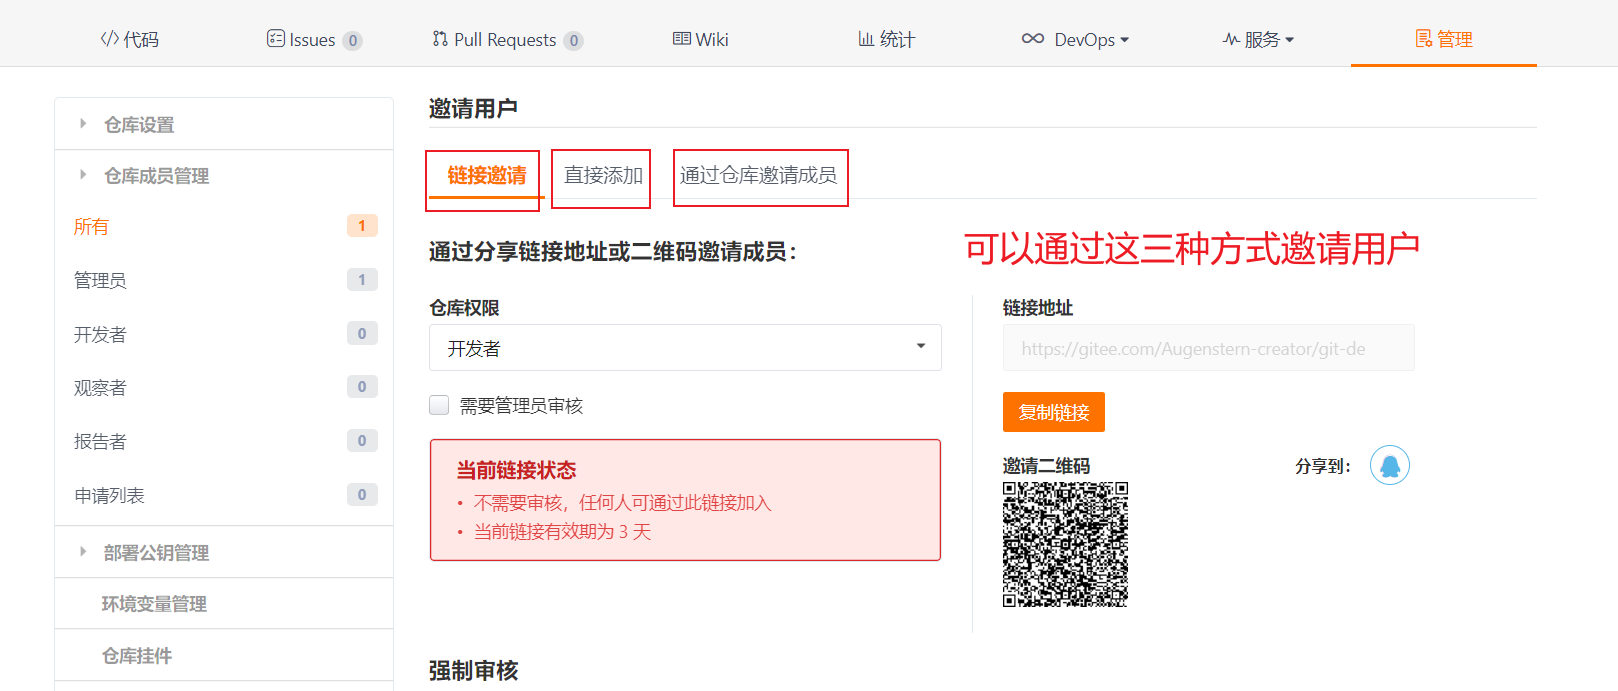 代码
Issues 0
Pull Requests 0
Wiki
统计
DevOps
服务
管理
仓库设置
仓库成员管理
所有 1
管理员 1
开发者 0
观察者 0
报告者 0
申请列表 0
部署公钥管理
环境变量管理
仓库挂件
邀请用户
链接邀请
直接添加
通过仓库邀请成员
可以通过这三种方式邀请用户
通过分享链接地址或二维码邀请成员：
仓库权限
开发者
需要管理员审核
当前链接状态
• 不需要审核，任何人可通过此链接加入
• 当前链接有效期为 3 天
链接地址
https://gitee.com/Augenstern-creator/git-de
复制链接
邀请二维码
分享到：
强制审核